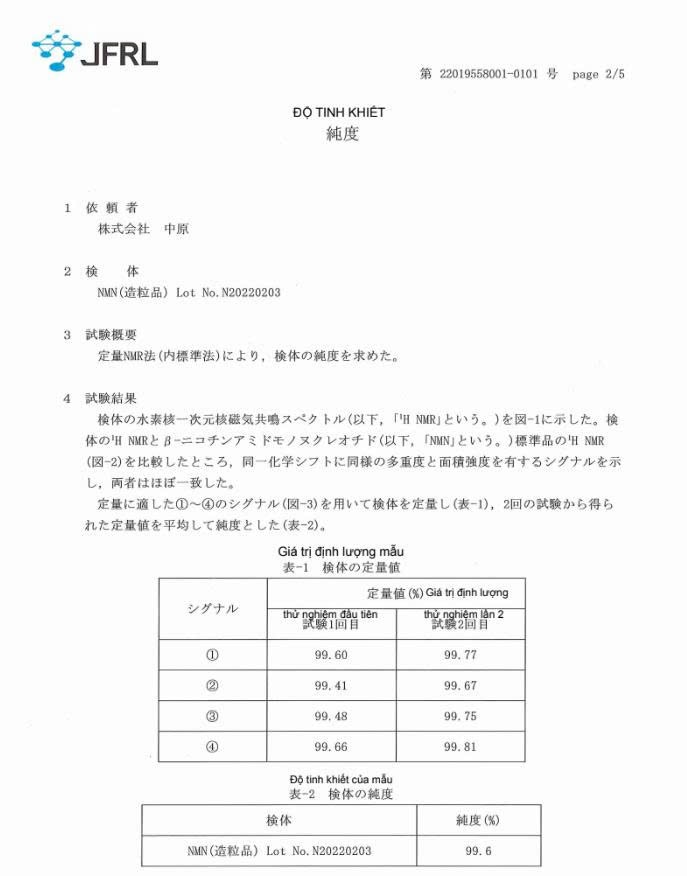 JFRL
第 22019558001-0101 号 page 2/5
ĐỘ TINH KHIẾT
純度
1 依 頼 者
株式会社 中原
2 検 体
NMN(造粒品) Lot No.N20220203
3 試験概要
定量NMR法(内標準法)により，検体の純度を求めた。
4 試験結果
検体の水素核一次元核磁気共鳴スペクトル(以下，「¹H NMR」という。)を図-1に示した。検
体の¹H NMRとβ-ニコチンアミドモノヌクレオチド(以下，「NMN」という。)標準品の¹H NMR
(図-2)を比較したところ，同一化学シフトに同様の多重度と面積強度を有するシグナルを示
し，両者はほぼ一致した。
定量に適した①～④のシグナル(図-3)を用いて検体を定量し(表-1)，2回の試験から得ら
れた定量値を平均して純度とした(表-2)。
Giá trị định lượng mẫu
表-1 検体の定量値
シグナル 定量値(%) Giá trị định lượng
thử nghiệm đầu tiên thử nghiệm lần 2
試験1回目 試験2回目
① 99.60 99.77
② 99.41 99.67
③ 99.48 99.75
④ 99.66 99.81
Độ tinh khiết của mẫu
表-2 検体の純度
検体 純度(%)
NMN(造粒品) Lot No.N20220203 99.6